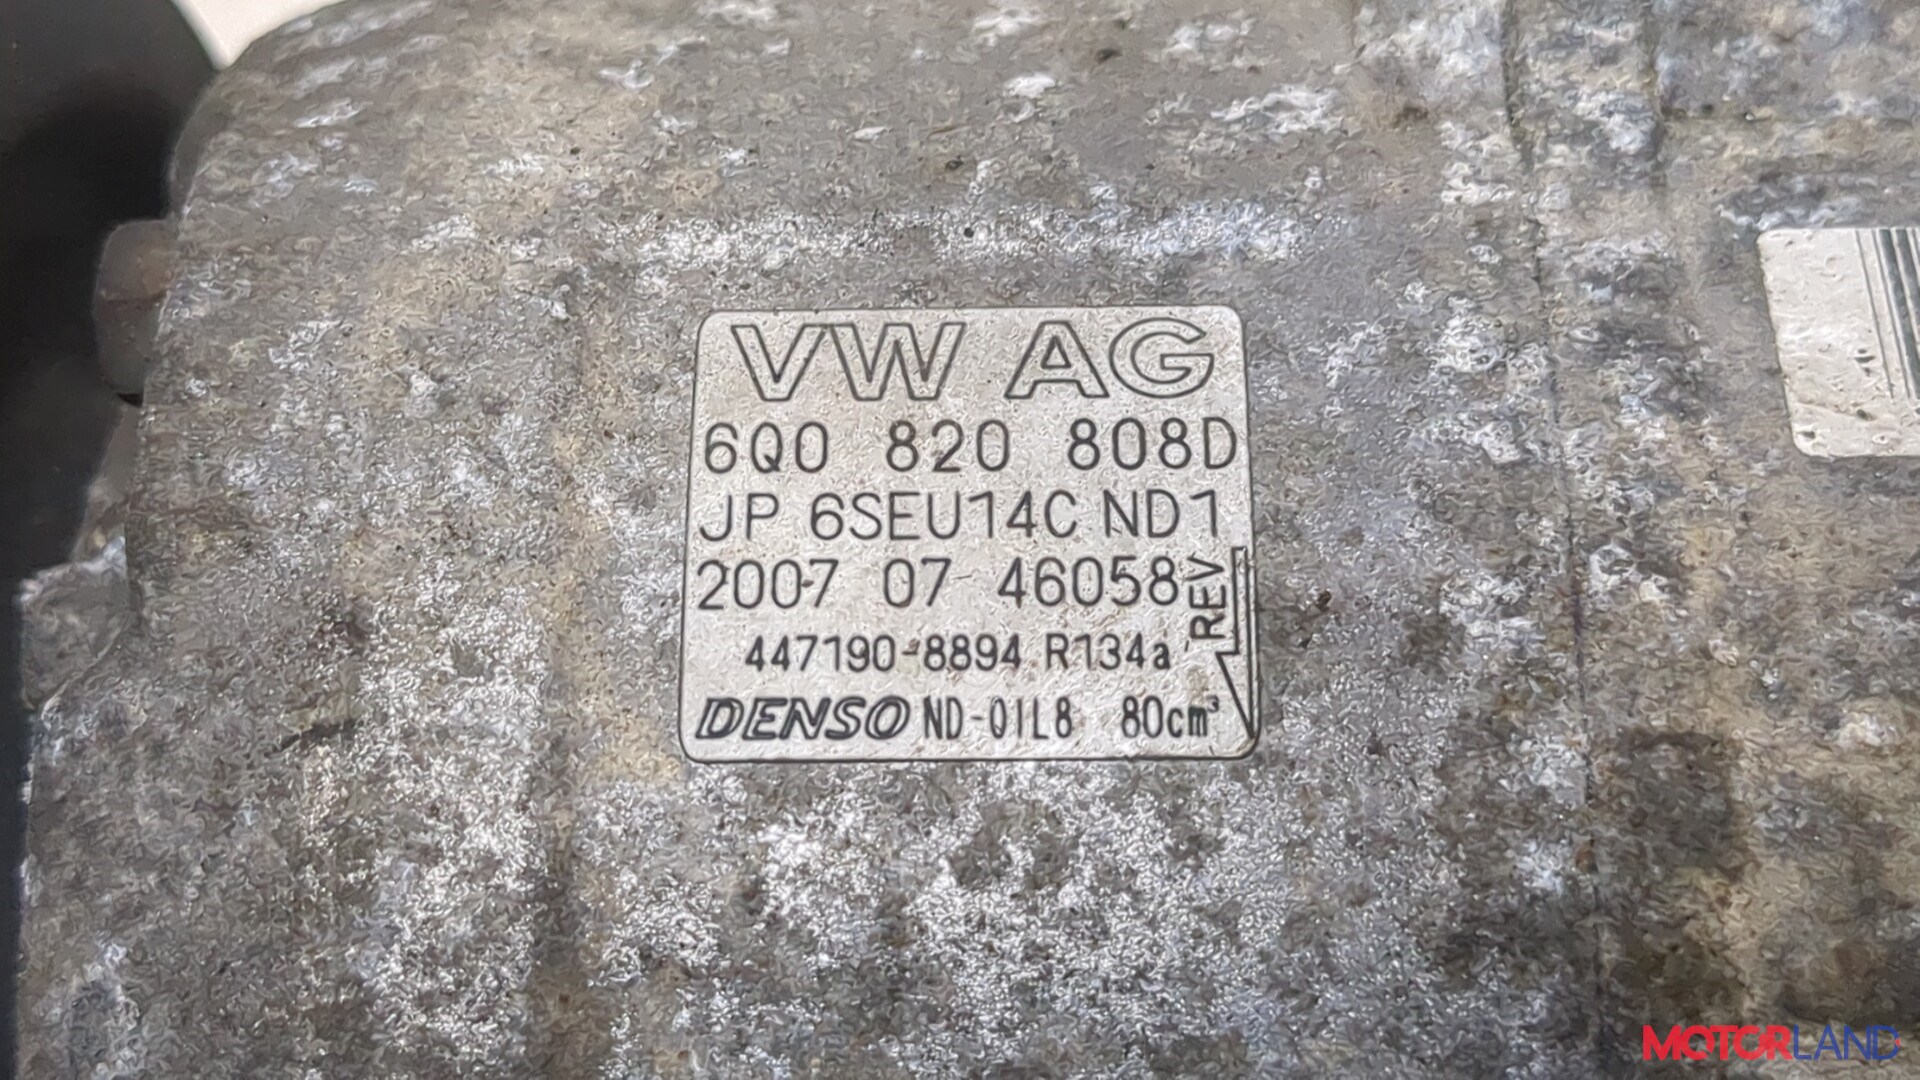 VW AG
6Q0 820 808D
JP 6SEU14C ND1
2007 07 46058
REV
447190-8894 R134a
DENSO ND-OIL8 80cm³
MOTORLAND